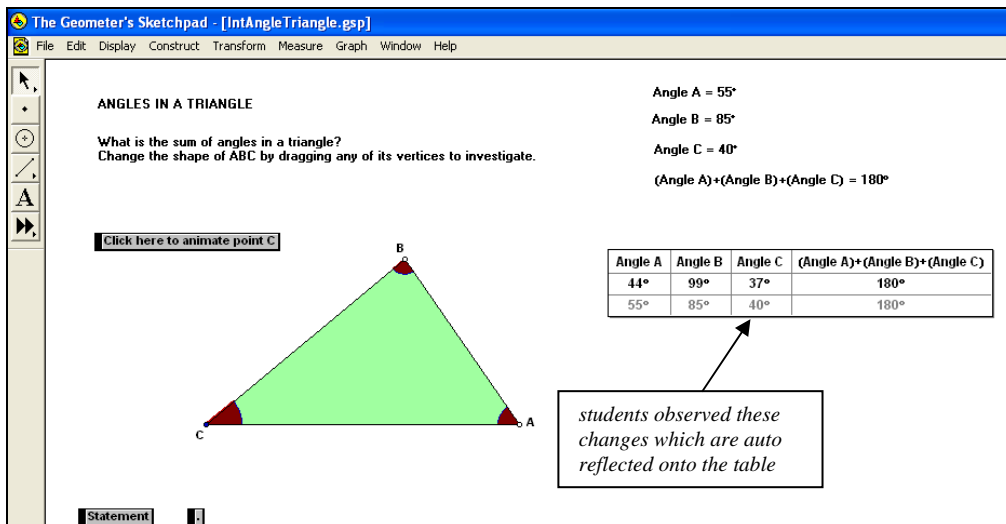 The Geometer's Sketchpad - [IntAngleTriangle.gsp]
File Edit Display Construct Transform Measure Graph Window Help
A
ANGLES IN A TRIANGLE
What is the sum of angles in a triangle?
Change the shape of ABC by dragging any of its vertices to investigate.
Angle A = 55°
Angle B = 85°
Angle C = 40°
(Angle A)+(Angle B)+(Angle C) = 180°
Click here to animate point C
B
C
A
Angle A Angle B Angle C (Angle A)+(Angle B)+(Angle C)
44° 99° 37° 180°
55° 85° 40° 180°
students observed these
changes which are auto
reflected onto the table
Statement .